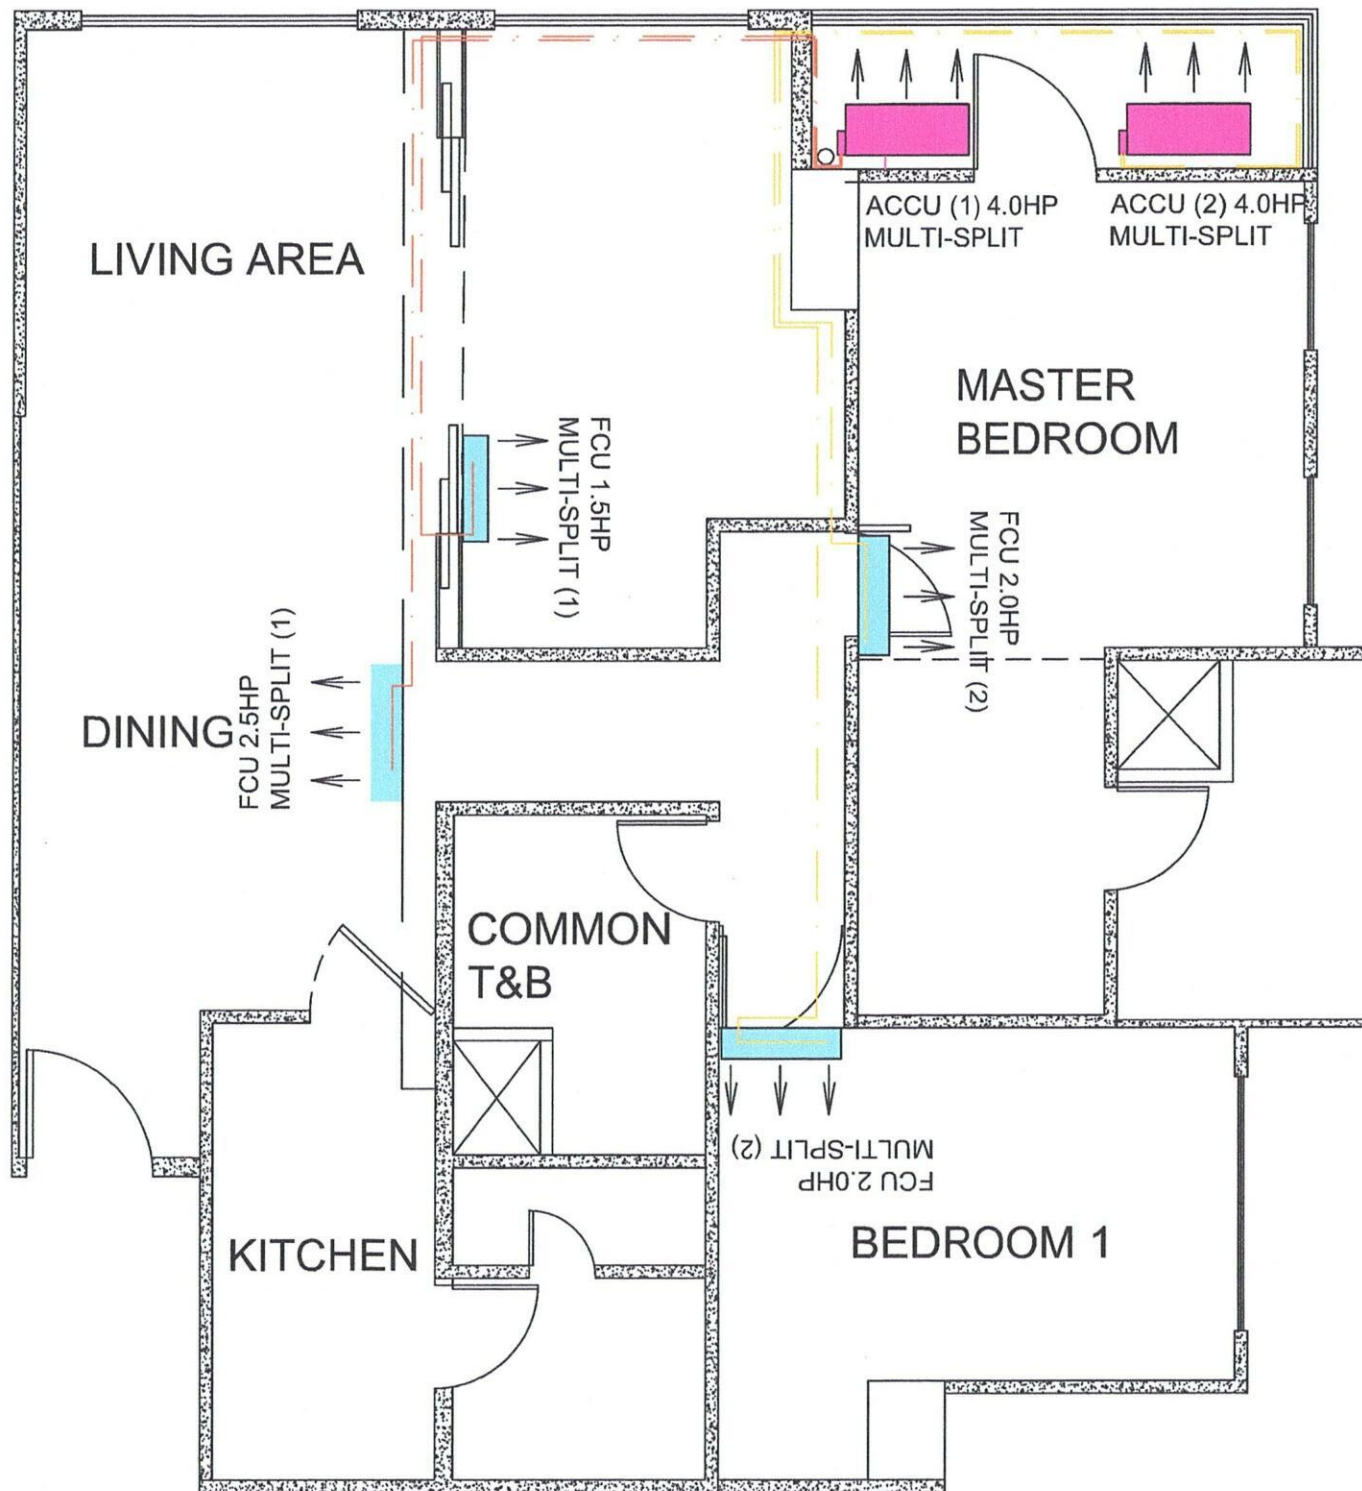 ACCU (1) 4.0HP
MULTI-SPLIT
ACCU (2) 4.0HP
MULTI-SPLIT
LIVING AREA
MASTER
BEDROOM
FCU 1.5HP
MULTI-SPLIT (1)
FCU 2.0HP
MULTI-SPLIT (2)
DINING
FCU 2.5HP
MULTI-SPLIT (1)
COMMON
T&B
FCU 2.0HP
MULTI-SPLIT (2)
KITCHEN
BEDROOM 1